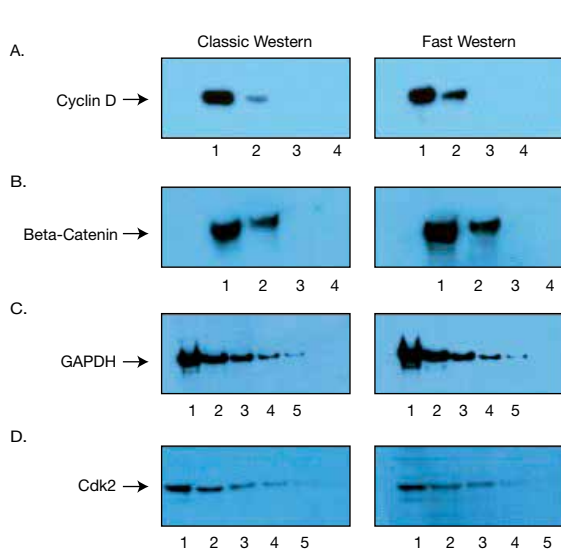 Classic Western Fast Western
A.
Cyclin D
1 2 3 4 1 2 3 4
B.
Beta-Catenin
1 2 3 4 1 2 3 4
C.
GAPDH
1 2 3 4 5 1 2 3 4 5
D.
Cdk2
1 2 3 4 5 1 2 3 4 5